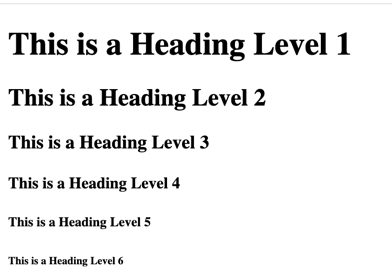 This is a Heading Level 1
This is a Heading Level 2
This is a Heading Level 3
This is a Heading Level 4
This is a Heading Level 5
This is a Heading Level 6